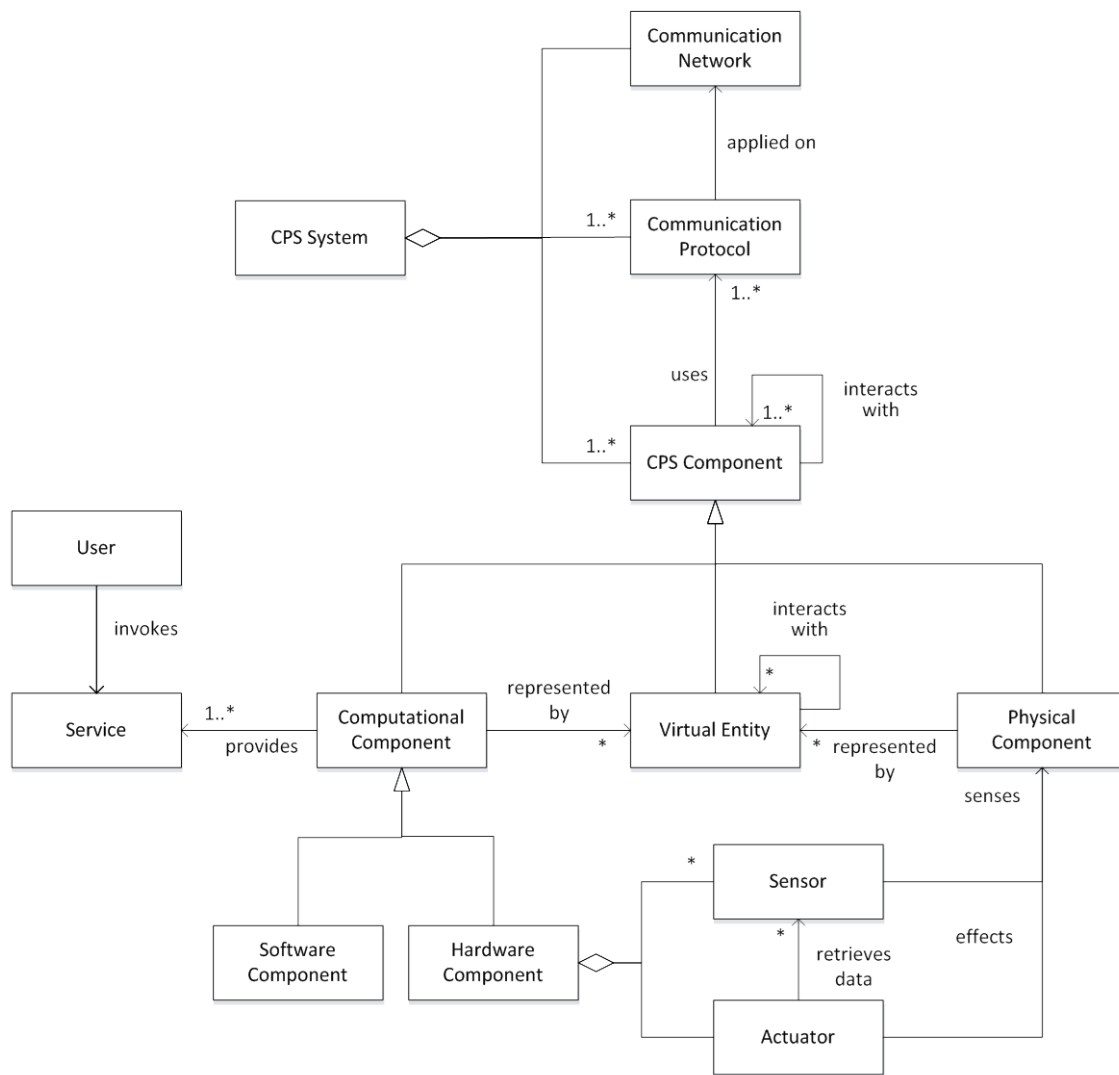 Communication
Network
applied on
CPS System
1..*
Communication
Protocol
1..*
uses
interacts
with
1..*
1..*
CPS Component
User
invokes
interacts
with
*
represented
by
*
Service
1..*
provides
Computational
Component
Virtual Entity
*
represented
by
Physical
Component
senses
*
Sensor
*
retrieves
data
effects
Software
Component
Hardware
Component
Actuator